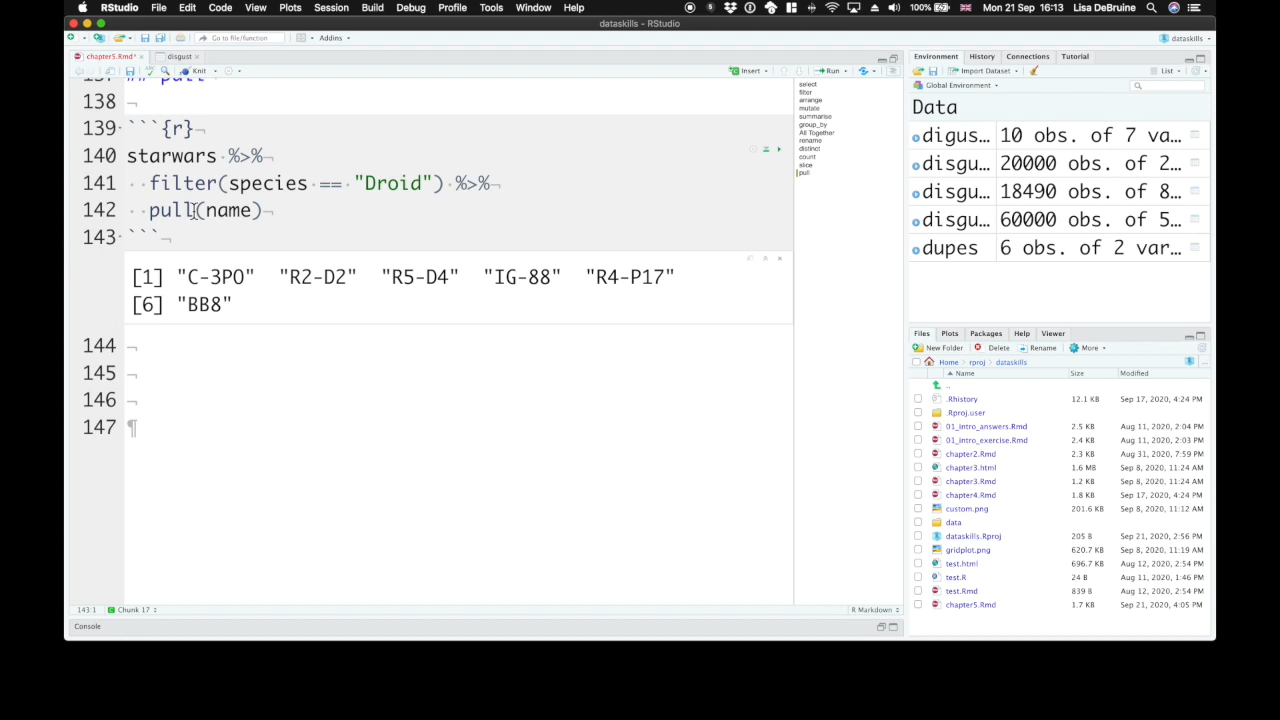 RStudio File Edit Code View Plots Session Build Debug Profile Tools Window Help 5 100% Mon 21 Sep 16:13 Lisa DeBruine
dataskills - RStudio
Go to file/function Addins dataskills
chapter5.Rmd* × disgust ×
Knit Insert Run
137 ## pull
138 ¬
139 ```{r}¬
140 starwars %>%¬
141 filter(species == "Droid") %>%¬
142 pull(name)¬
143 ```¬
[1] "C-3PO" "R2-D2" "R5-D4" "IG-88" "R4-P17"
[6] "BB8"
144 ¬
145 ¬
146 ¬
147 ¶
143:1 Chunk 17 R Markdown
Console
select
filter
arrange
mutate
summarise
group_by
All Together
rename
distinct
count
slice
pull
Environment History Connections Tutorial
Import Dataset List
Global Environment
Data
digus… 10 obs. of 7 va…
disgu… 20000 obs. of 2…
disgu… 18490 obs. of 8…
disgu… 60000 obs. of 5…
dupes 6 obs. of 2 var…
Files Plots Packages Help Viewer
New Folder Delete Rename More
Home › rproj › dataskills …
Name Size Modified
..
.Rhistory 12.1 KB Sep 17, 2020, 4:24 PM
.Rproj.user
01_intro_answers.Rmd 2.5 KB Aug 11, 2020, 2:04 PM
01_intro_exercise.Rmd 2.4 KB Aug 11, 2020, 2:03 PM
chapter2.Rmd 2.3 KB Aug 31, 2020, 7:59 PM
chapter3.html 1.6 MB Sep 8, 2020, 11:24 AM
chapter3.Rmd 1.2 KB Sep 8, 2020, 11:24 AM
chapter4.Rmd 1.8 KB Sep 17, 2020, 4:24 PM
custom.png 201.6 KB Sep 8, 2020, 11:12 AM
data
dataskills.Rproj 205 B Sep 21, 2020, 2:56 PM
gridplot.png 620.7 KB Sep 8, 2020, 11:19 AM
test.html 696.7 KB Aug 12, 2020, 2:54 PM
test.R 24 B Aug 11, 2020, 1:46 PM
test.Rmd 839 B Aug 12, 2020, 2:54 PM
chapter5.Rmd 1.7 KB Sep 21, 2020, 4:05 PM